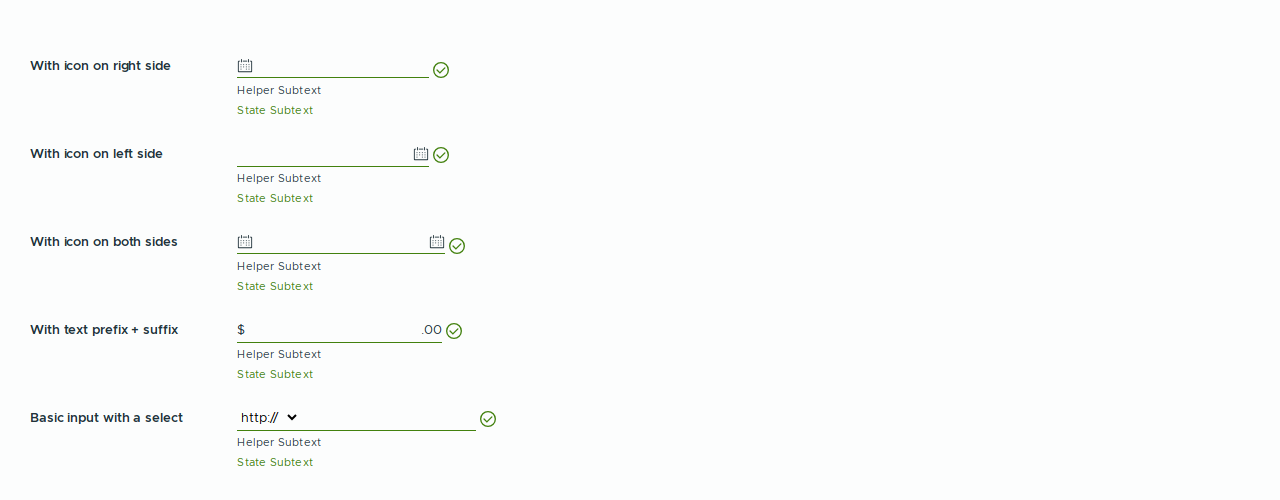 With icon on right side
Helper Subtext
State Subtext
With icon on left side
Helper Subtext
State Subtext
With icon on both sides
Helper Subtext
State Subtext
With text prefix + suffix $ .00
Helper Subtext
State Subtext
Basic input with a select http://
Helper Subtext
State Subtext